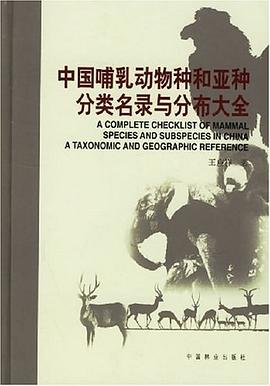 中国哺乳动物种和亚种
分类名录与分布大全
A COMPLETE CHECKLIST OF MAMMAL
SPECIES AND SUBSPECIES IN CHINA
A TAXONOMIC AND GEOGRAPHIC REFERENCE
王应祥 著
中国林业出版社